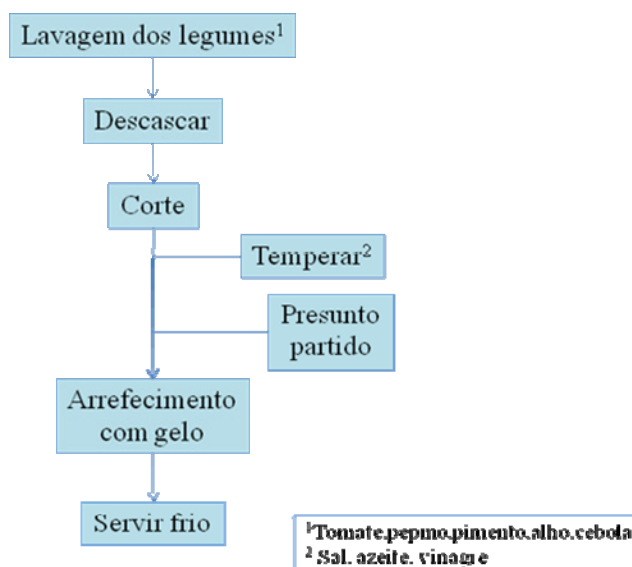 Lavagem dos legumes¹
Descascar
Corte
Temperar²
Presunto
partido
Arrefecimento
com gelo
Servir frio
¹Tomate.pepino.pimento.alho.cebola
² Sal. azeite. vinagre